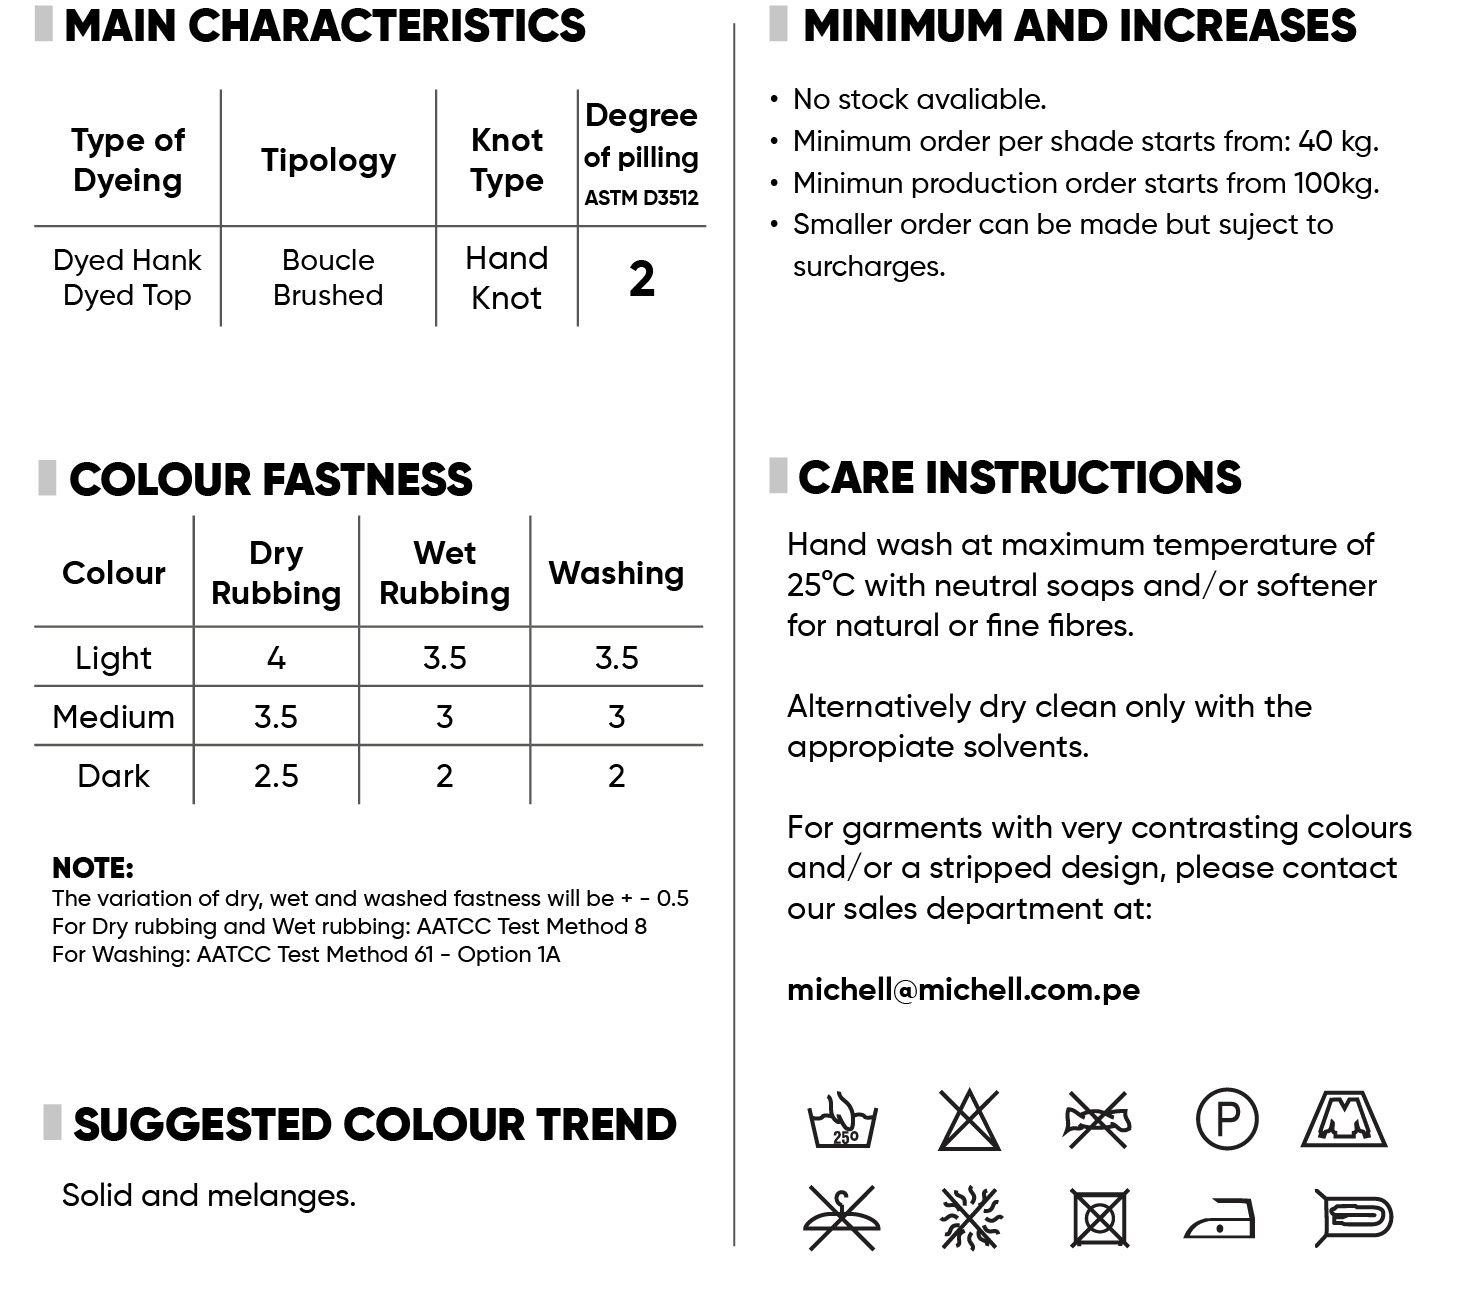 MAIN CHARACTERISTICS
Type of
Dyeing
Tipology
Knot
Type
Degree
of pilling
ASTM D3512
Dyed Hank
Dyed Top
Boucle
Brushed
Hand
Knot
2
COLOUR FASTNESS
Colour
Dry
Rubbing
Wet
Rubbing
Washing
Light 4 3.5 3.5
Medium 3.5 3 3
Dark 2.5 2 2
NOTE:
The variation of dry, wet and washed fastness will be + - 0.5
For Dry rubbing and Wet rubbing: AATCC Test Method 8
For Washing: AATCC Test Method 61 - Option 1A
SUGGESTED COLOUR TREND
Solid and melanges.
MINIMUM AND INCREASES
• No stock avaliable.
• Minimum order per shade starts from: 40 kg.
• Minimun production order starts from 100kg.
• Smaller order can be made but suject to
surcharges.
CARE INSTRUCTIONS
Hand wash at maximum temperature of
25°C with neutral soaps and/or softener
for natural or fine fibres.
Alternatively dry clean only with the
appropiate solvents.
For garments with very contrasting colours
and/or a stripped design, please contact
our sales department at:
michell@michell.com.pe
25º
P